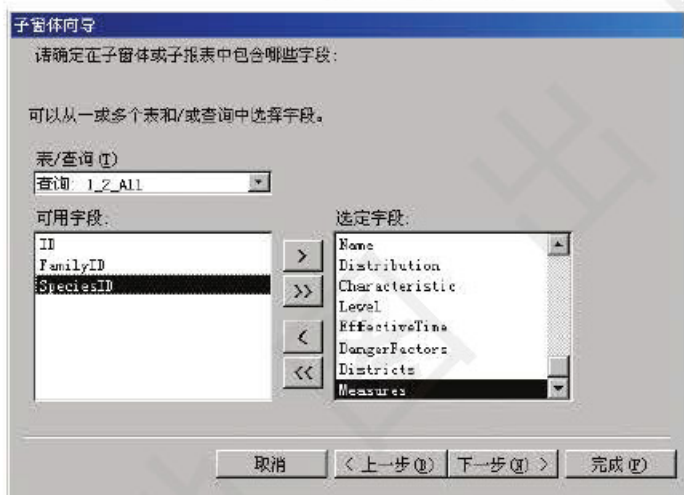 子窗体向导
请确定在子窗体或子报表中包含哪些字段:
可以从一或多个表和/或查询中选择字段。
表/查询(T)
查询: 1_2_All
可用字段:
选定字段:
ID
FamilyID
SpeciesID
>
>>
<
<<
Name
Distribution
Characteristic
Level
EffectiveTime
DangerFactors
Districts
Measures
取消
< 上一步(B)
下一步(N) >
完成(F)